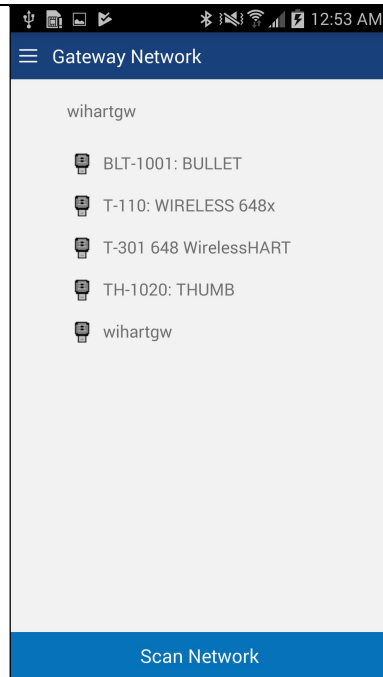 12:53 AM
Gateway Network
wihartgw
BLT-1001: BULLET
T-110: WIRELESS 648x
T-301 648 WirelessHART
TH-1020: THUMB
wihartgw
Scan Network